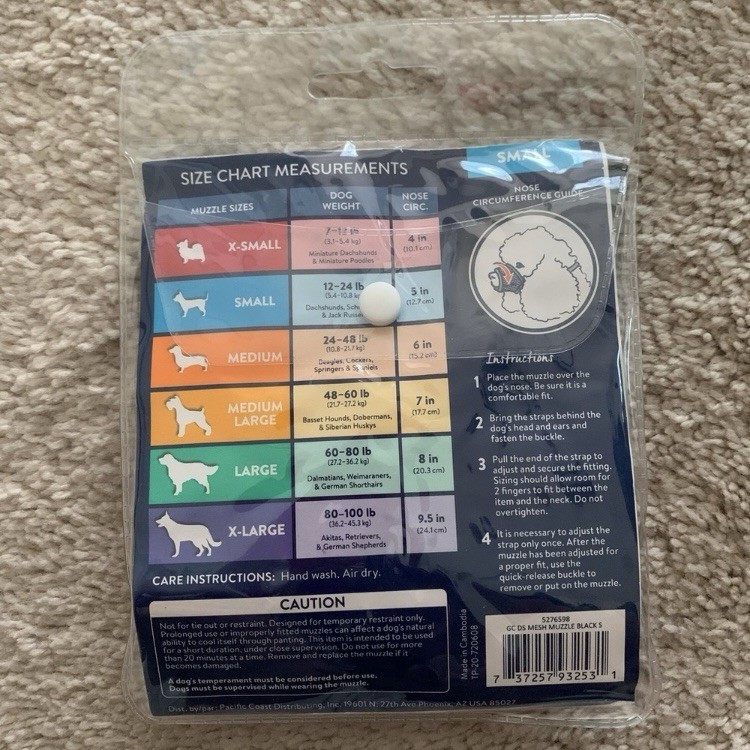 SIZE CHART MEASUREMENTS
SMALL
MUZZLE SIZES
DOG
WEIGHT
NOSE
CIRC.
X-SMALL
7-12 lb
(3.1-5.4 kg)
Miniature Dachshunds
& Miniature Poodles
4 in
(10.1 cm)
SMALL
12-24 lb
(5.4-10.8 kg)
Dachshunds,
& Jack
5 in
(12.7 cm)
MEDIUM
24-48 lb
(10.8-21.7 kg)
Beagles, Cockers,
Springers & Spaniels
6 in
(15.2 cm)
MEDIUM
LARGE
48-60 lb
(21.7-27.2 kg)
Basset Hounds, Dobermans,
& Siberian Huskys
7 in
(17.7 cm)
LARGE
60-80 lb
(27.2-36.2 kg)
Dalmatians, Weimaraners,
& German Shorthairs
8 in
(20.3 cm)
X-LARGE
80-100 lb
(36.2-45.3 kg)
Akitas, Retrievers,
& German Shepherds
9.5 in
(24.1 cm)
NOSE
CIRCUMFERENCE GUIDE
Instructions
1 Place the muzzle over the
dog's nose. Be sure it is a
comfortable fit.
2 Bring the straps behind the
dog's head and ears and
fasten the buckle.
3 Pull the end of the strap to
adjust and secure the fitting.
Sizing should allow room for
2 fingers to fit between the
item and the neck. Do not
overtighten.
4 It is necessary to adjust the
strap only once. After the
muzzle has been adjusted for
a proper fit, use the
quick-release buckle to
remove or put on the muzzle.
CARE INSTRUCTIONS: Hand wash. Air dry.
CAUTION
Not for tie out or restraint. Designed for temporary restraint only.
Prolonged use or improperly fitted muzzles can affect a dog's natural
ability to cool itself through panting. This item is intended to be used
for a short duration, under close supervision. Do not use for more
than 20 minutes at a time. Remove and replace the muzzle if it
becomes damaged.
A dog's temperament must be considered before use.
Dogs must be supervised while wearing the muzzle.
Made in Cambodia
TP-20-720608
5276598
GC DS MESH MUZZLE BLACK S
7 37257 93253 1
Dist. by/par: Pacific Coast Distributing, Inc. 19601 N. 27th Ave Phoenix, AZ USA 85027